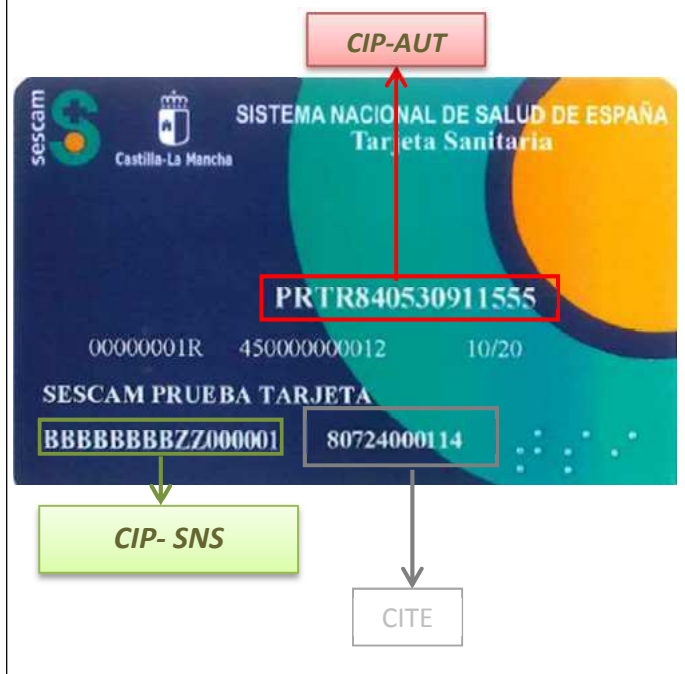 CIP-AUT
sescam
Castilla-La Mancha
SISTEMA NACIONAL DE SALUD DE ESPAÑA
Tarjeta Sanitaria
PRTR840530911555
00000001R 450000000012 10/20
SESCAM PRUEBA TARJETA
BBBBBBBBZZ000001 80724000114
CIP- SNS
CITE